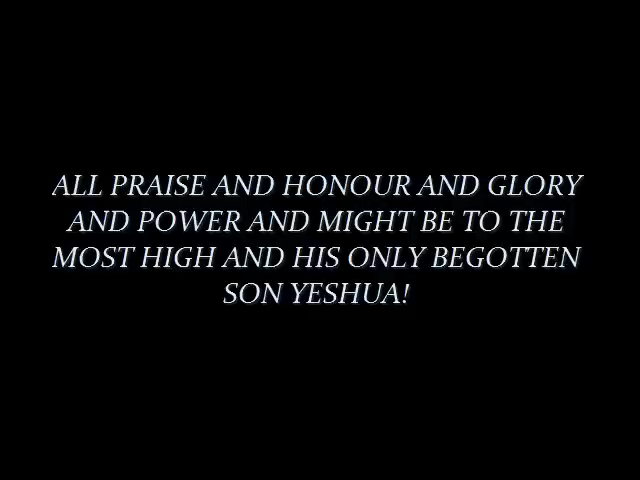 ALL PRAISE AND HONOUR AND GLORY
AND POWER AND MIGHT BE TO THE
MOST HIGH AND HIS ONLY BEGOTTEN
SON YESHUA!